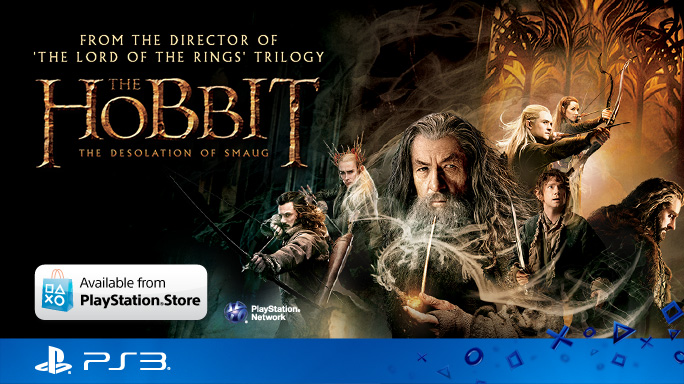 FROM THE DIRECTOR OF
'THE LORD OF THE RINGS' TRILOGY
THE
HOBBIT
THE DESOLATION OF SMAUG
Available from
PlayStation®Store
PlayStation®
Network
PS3™